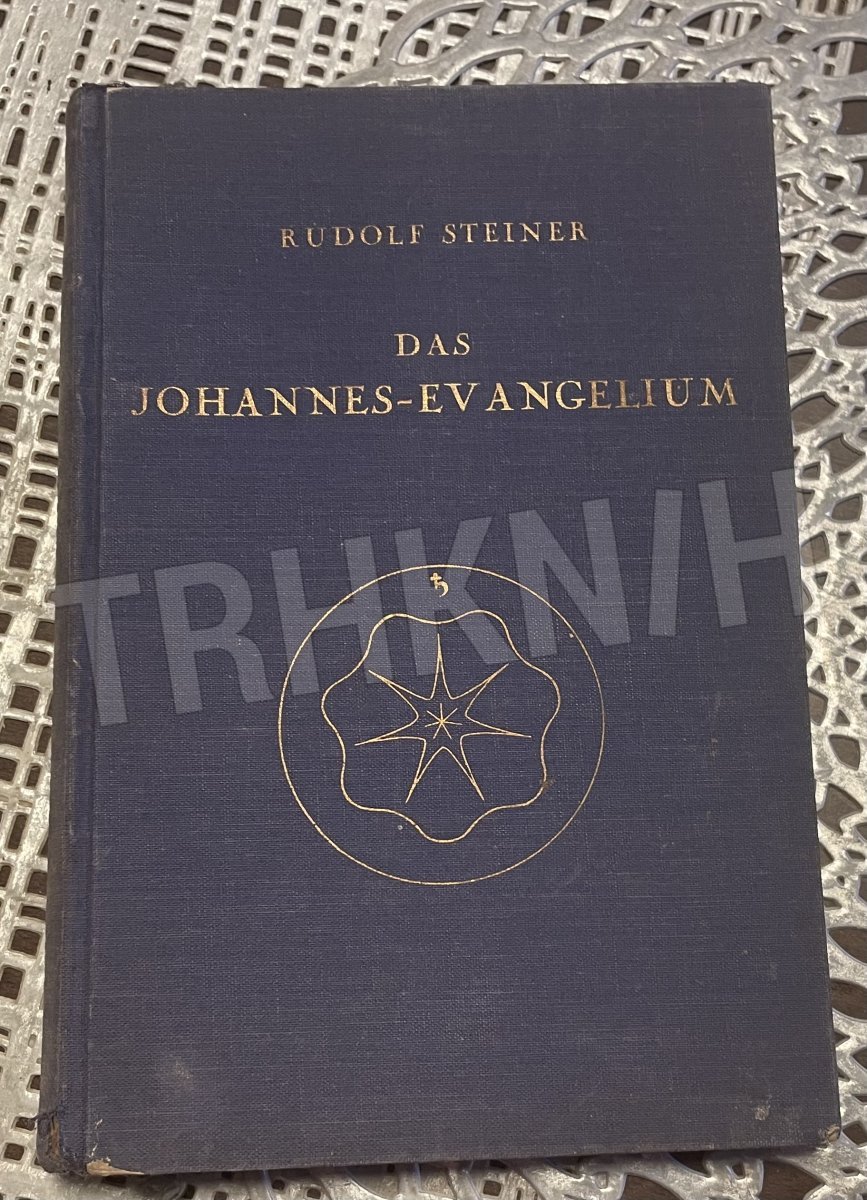 RUDOLF STEINER
DAS
JOHANNES-EVANGELIUM
♄
TRHKN/H